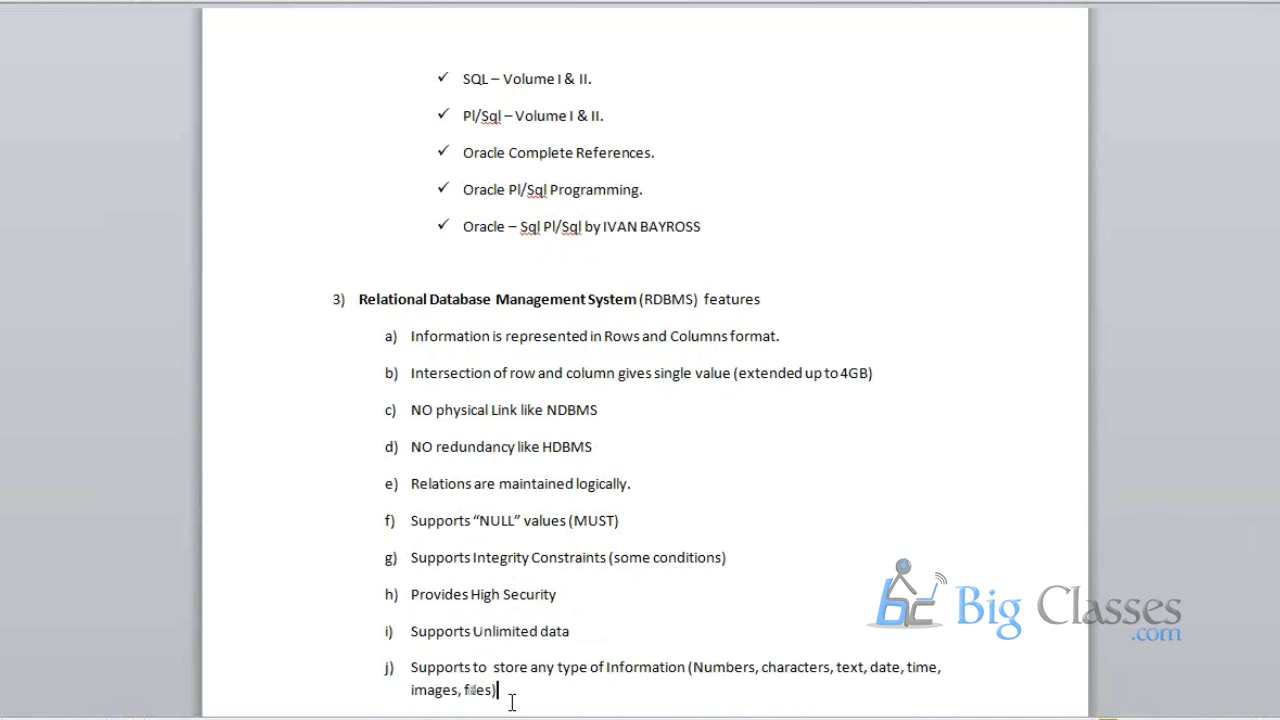 ✓ SQL – Volume I & II.
✓ Pl/Sql – Volume I & II.
✓ Oracle Complete References.
✓ Oracle Pl/Sql Programming.
✓ Oracle – Sql Pl/Sql by IVAN BAYROSS
3) Relational Database Management System (RDBMS) features
a) Information is represented in Rows and Columns format.
b) Intersection of row and column gives single value (extended up to 4GB)
c) NO physical Link like NDBMS
d) NO redundancy like HDBMS
e) Relations are maintained logically.
f) Supports “NULL” values (MUST)
g) Supports Integrity Constraints (some conditions)
h) Provides High Security
i) Supports Unlimited data
j) Supports to store any type of Information (Numbers, characters, text, date, time,
images, files)
bc Big Classes
.com